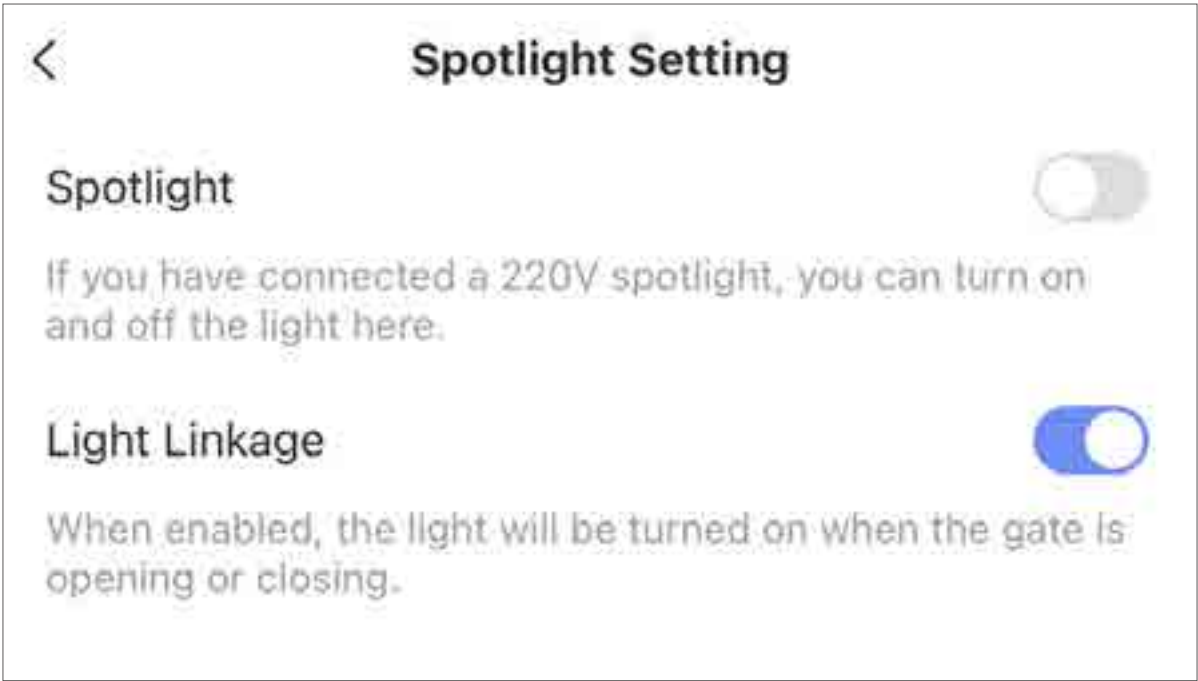 Spotlight Setting
Spotlight
If you have connected a 220V spotlight, you can turn on
and off the light here.
Light Linkage
When enabled, the light will be turned on when the gate is
opening or closing.